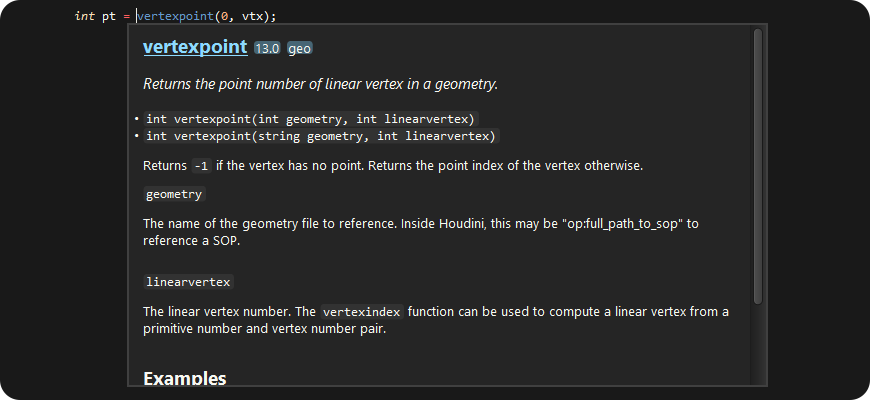 int pt = vertexpoint(0, vtx);
vertexpoint 13.0 geo
Returns the point number of linear vertex in a geometry.
• int vertexpoint(int geometry, int linearvertex)
• int vertexpoint(string geometry, int linearvertex)
Returns -1 if the vertex has no point. Returns the point index of the vertex otherwise.
geometry
The name of the geometry file to reference. Inside Houdini, this may be "op:full_path_to_sop" to
reference a SOP.
linearvertex
The linear vertex number. The vertexindex function can be used to compute a linear vertex from a
primitive number and vertex number pair.
Examples